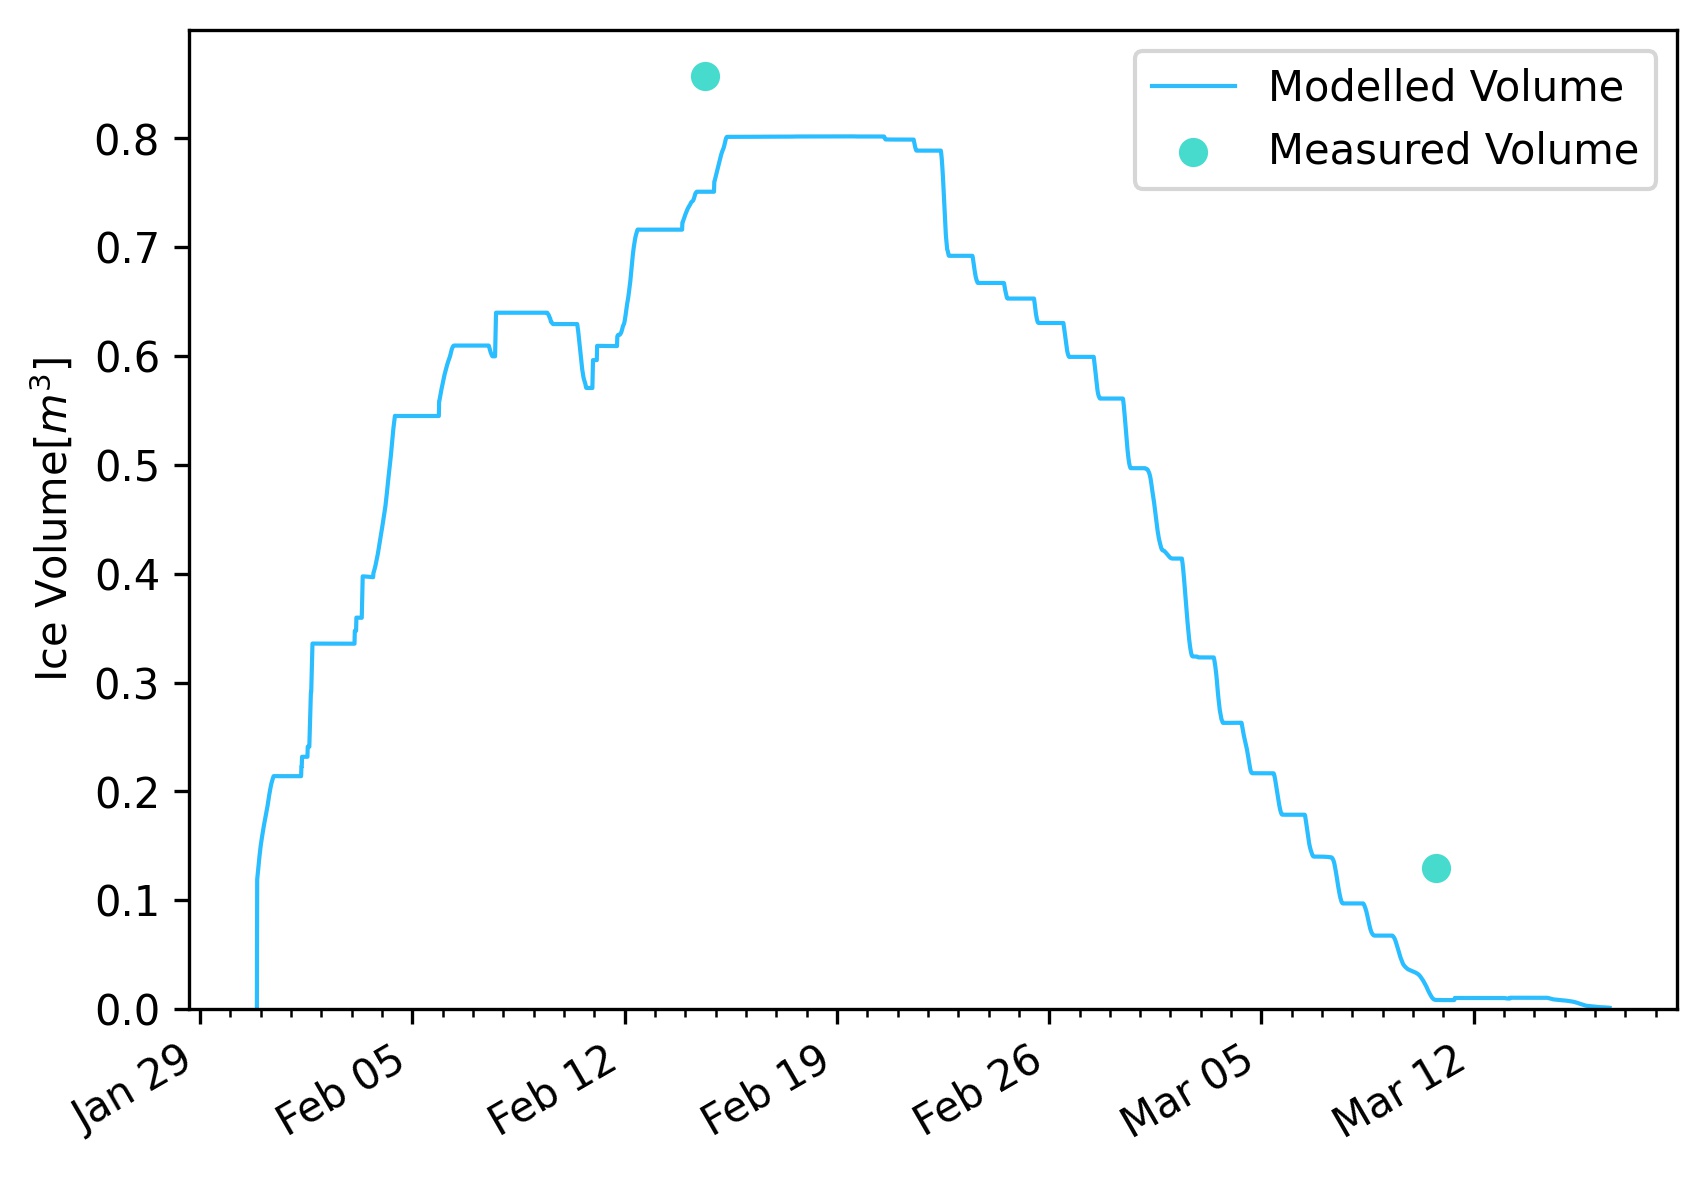 Modelled Volume
Measured Volume
Ice Volume[m³]
0.8
0.7
0.6
0.5
0.4
0.3
0.2
0.1
0.0
Jan 29
Feb 05
Feb 12
Feb 19
Feb 26
Mar 05
Mar 12